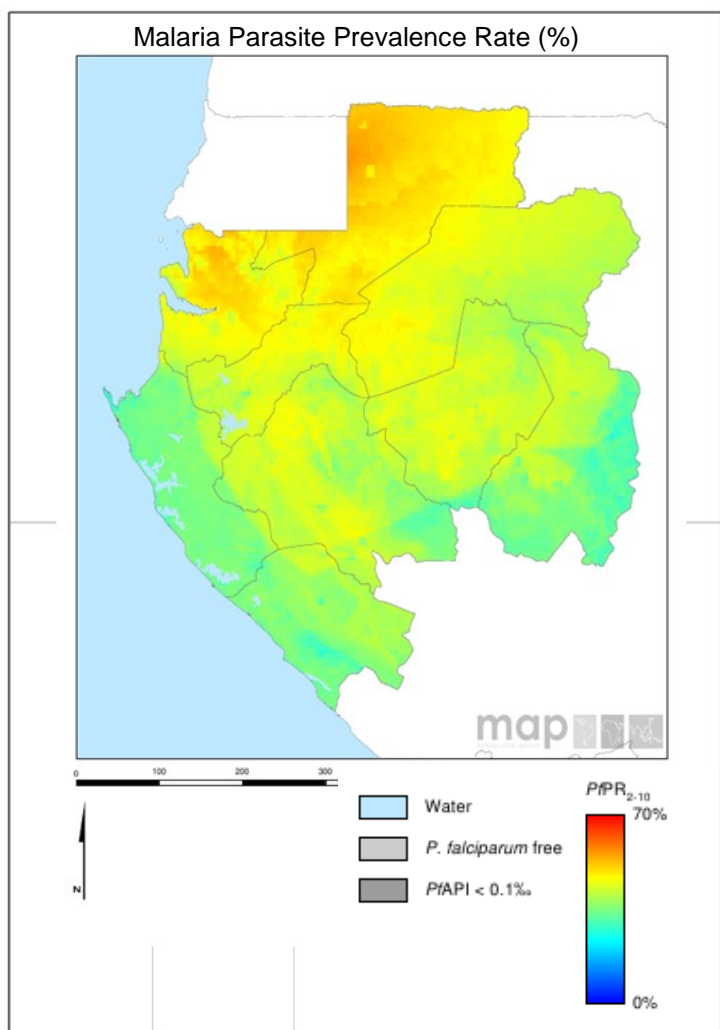 Malaria Parasite Prevalence Rate (%)
map
0 100 200 300
Water
P. falciparum free
PfAPI < 0.1‰
N
PfPR2-10
70%
0%